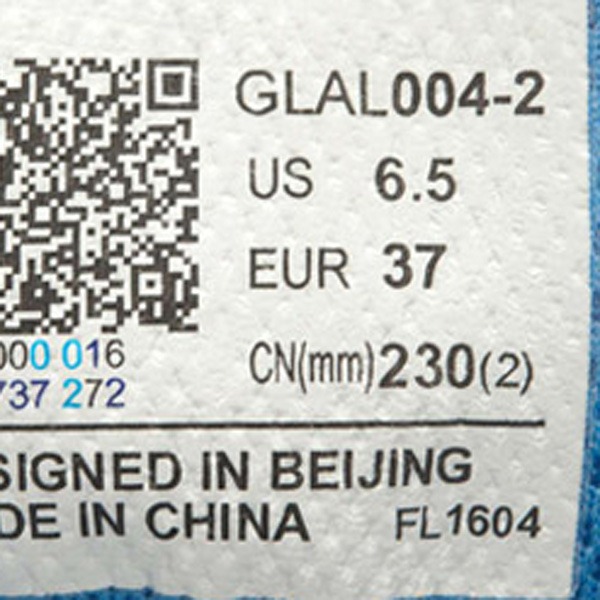 GLAL004-2
US 6.5
EUR 37
CN(mm)230(2)
000 016
737 272
SIGNED IN BEIJING
DE IN CHINA FL1604